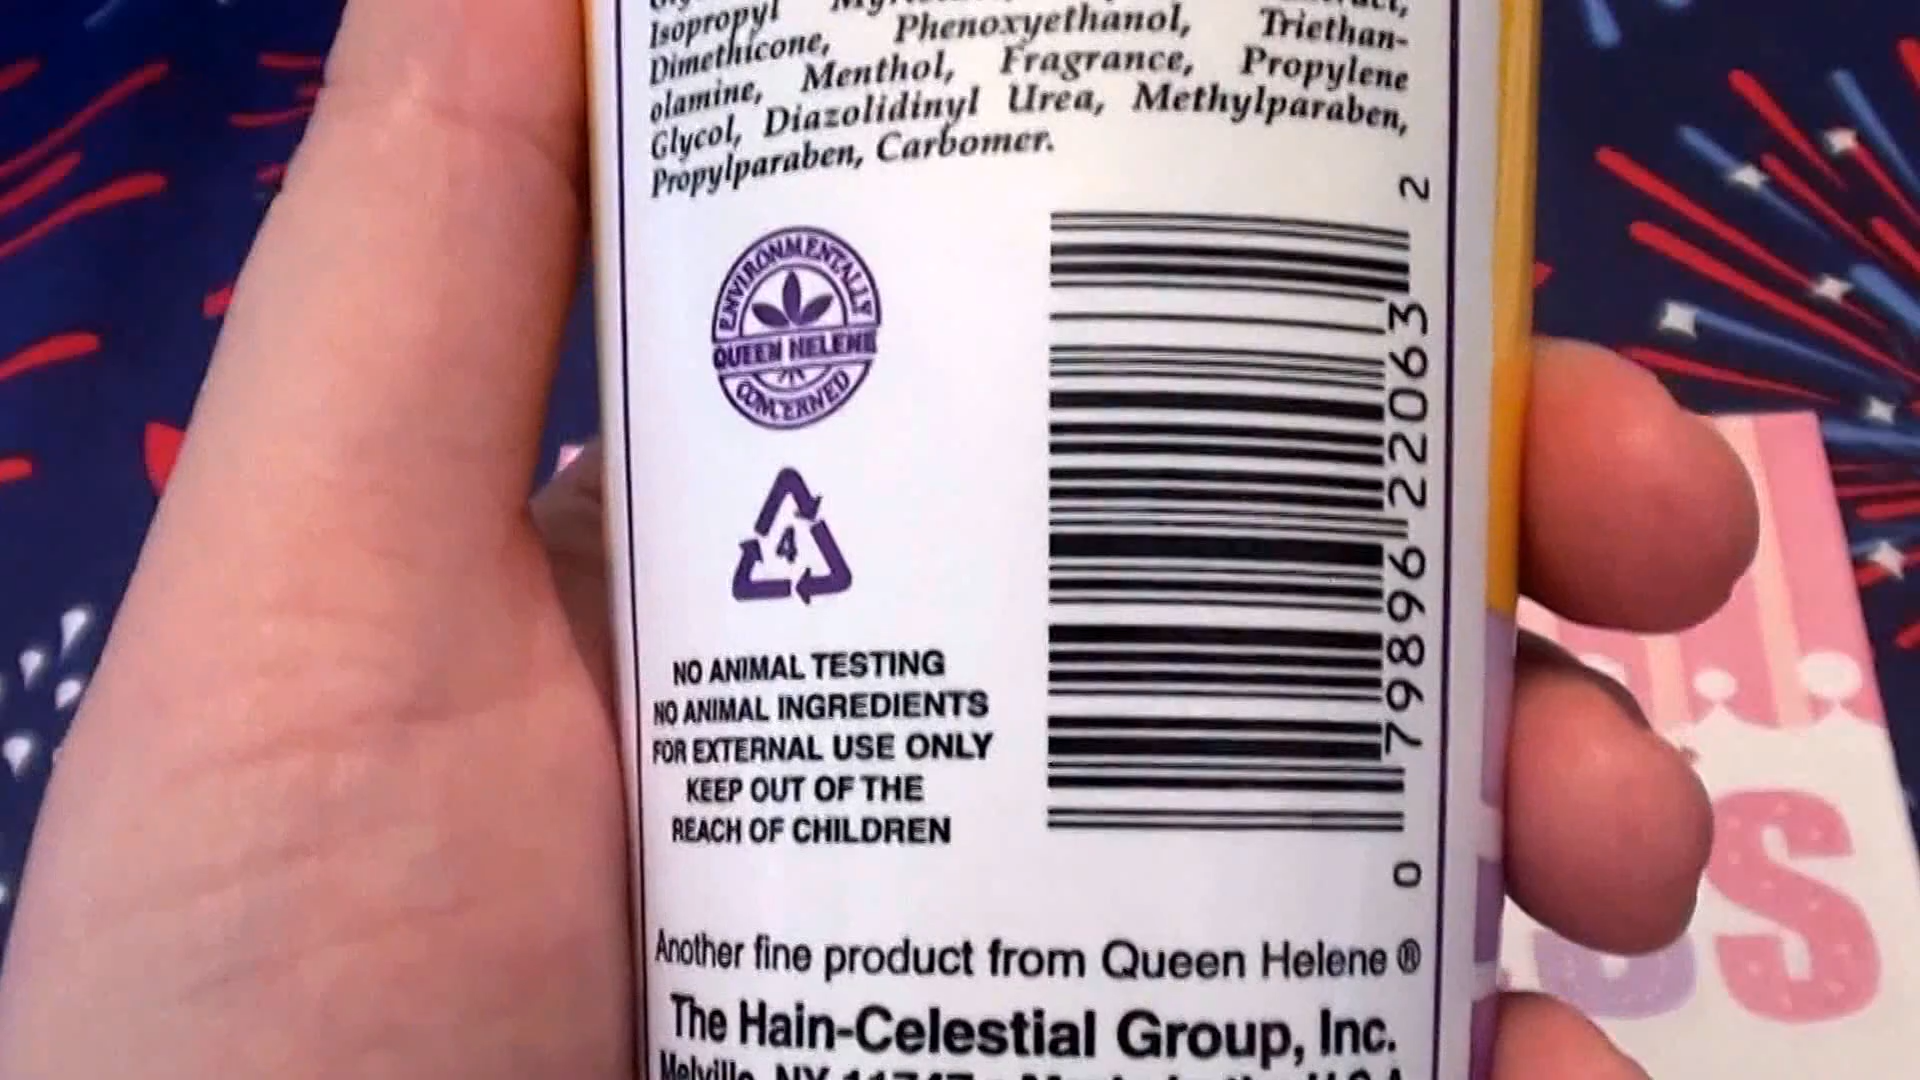 Isopropyl
Dimethicone, Phenoxyethanol, Triethan-
olamine, Menthol, Fragrance, Propylene
Glycol, Diazolidinyl Urea, Methylparaben,
Propylparaben, Carbomer.
ENVIRONMENTALLY
QUEEN HELENE
CONCERNED
4
NO ANIMAL TESTING
NO ANIMAL INGREDIENTS
FOR EXTERNAL USE ONLY
KEEP OUT OF THE
REACH OF CHILDREN
0 79896 22063 2
Another fine product from Queen Helene ®
The Hain-Celestial Group, Inc.
Melville, NY 11747